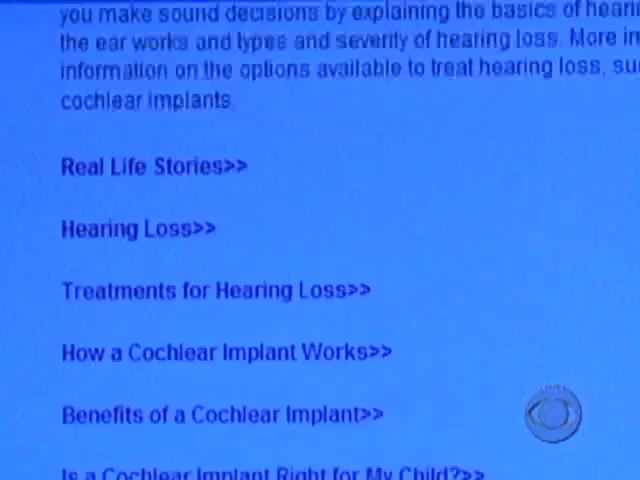 you make sound decisions by explaining the basics of
the ear works and types and severity of hearing loss. More
information on the options available to treat hearing loss,
cochlear implants.
Real Life Stories>>
Hearing Loss>>
Treatments for Hearing Loss>>
How a Cochlear Implant Works>>
Benefits of a Cochlear Implant>>
Is a Cochlear Implant Right for My Child?>>